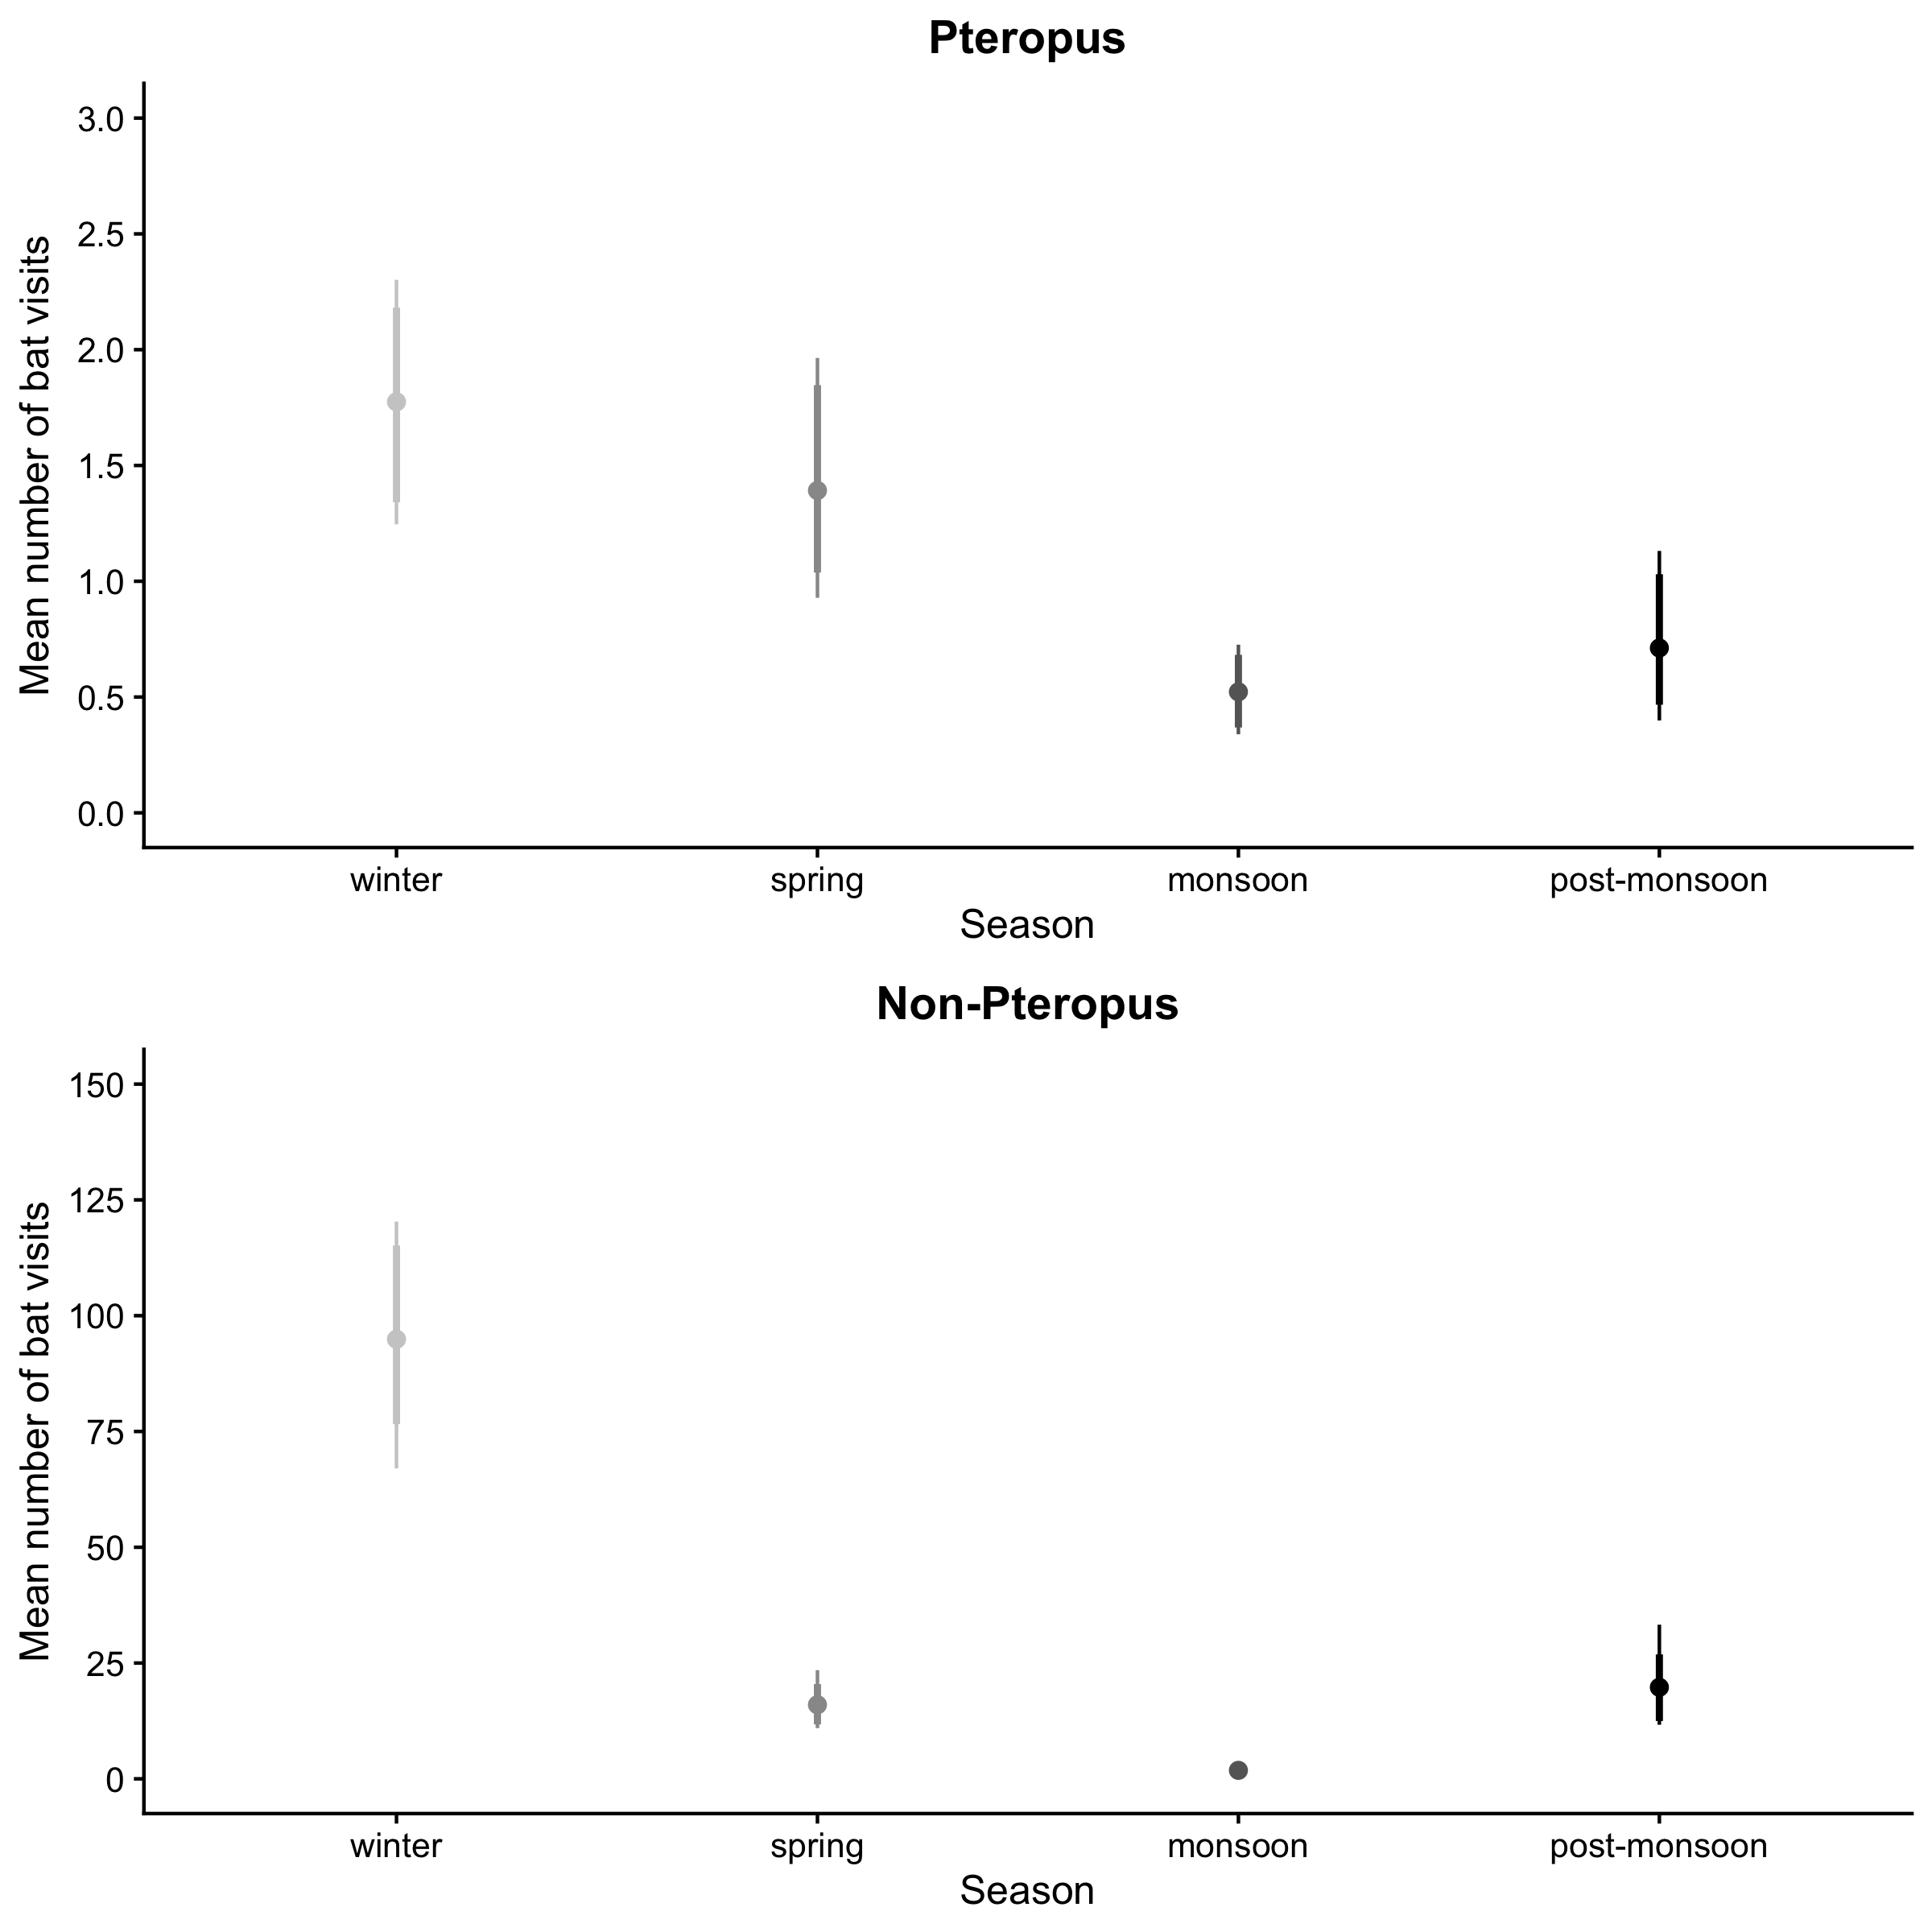 Pteropus
Mean number of bat visits
3.0
2.5
2.0
1.5
1.0
0.5
0.0
winter spring monsoon post-monsoon
Season
Non-Pteropus
Mean number of bat visits
150
125
100
75
50
25
0
winter spring monsoon post-monsoon
Season